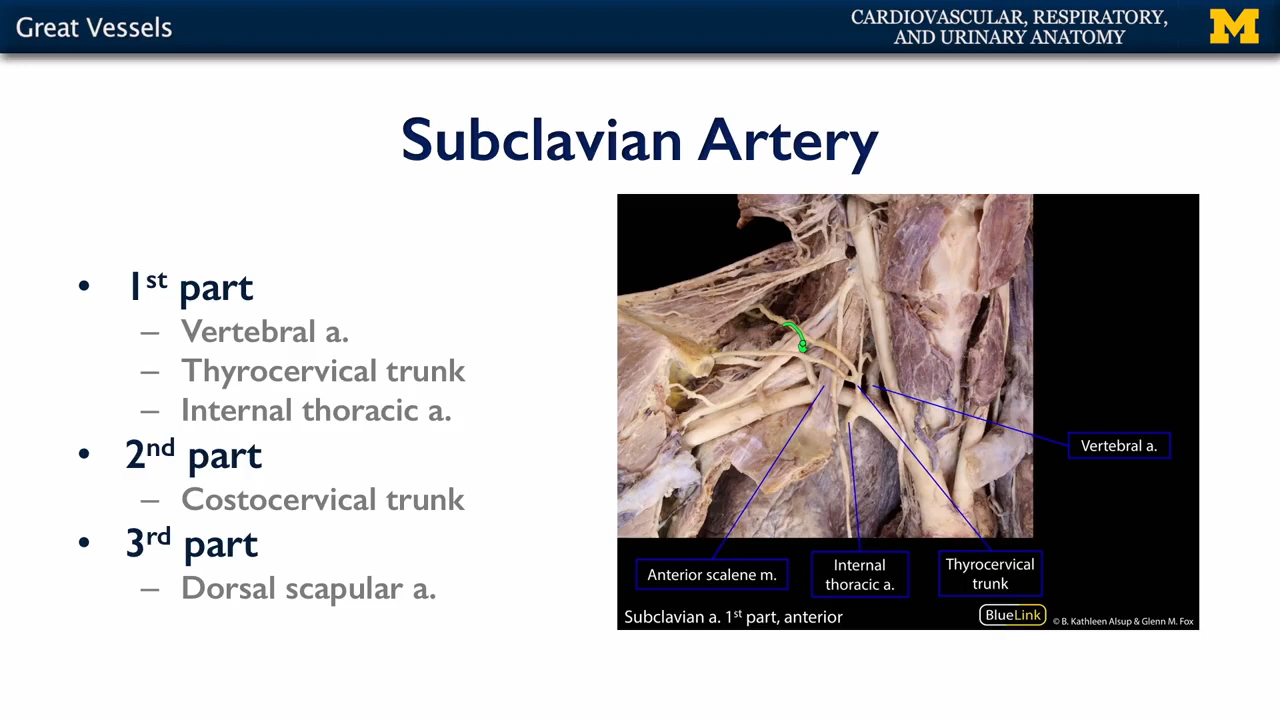 Great Vessels
CARDIOVASCULAR, RESPIRATORY,
AND URINARY ANATOMY
M
Subclavian Artery
• 1st part
– Vertebral a.
– Thyrocervical trunk
– Internal thoracic a.
• 2nd part
– Costocervical trunk
• 3rd part
– Dorsal scapular a.
Vertebral a.
Anterior scalene m.
Internal
thoracic a.
Thyrocervical
trunk
Subclavian a. 1st part, anterior
BlueLink
© B. Kathleen Alsup & Glenn M. Fox